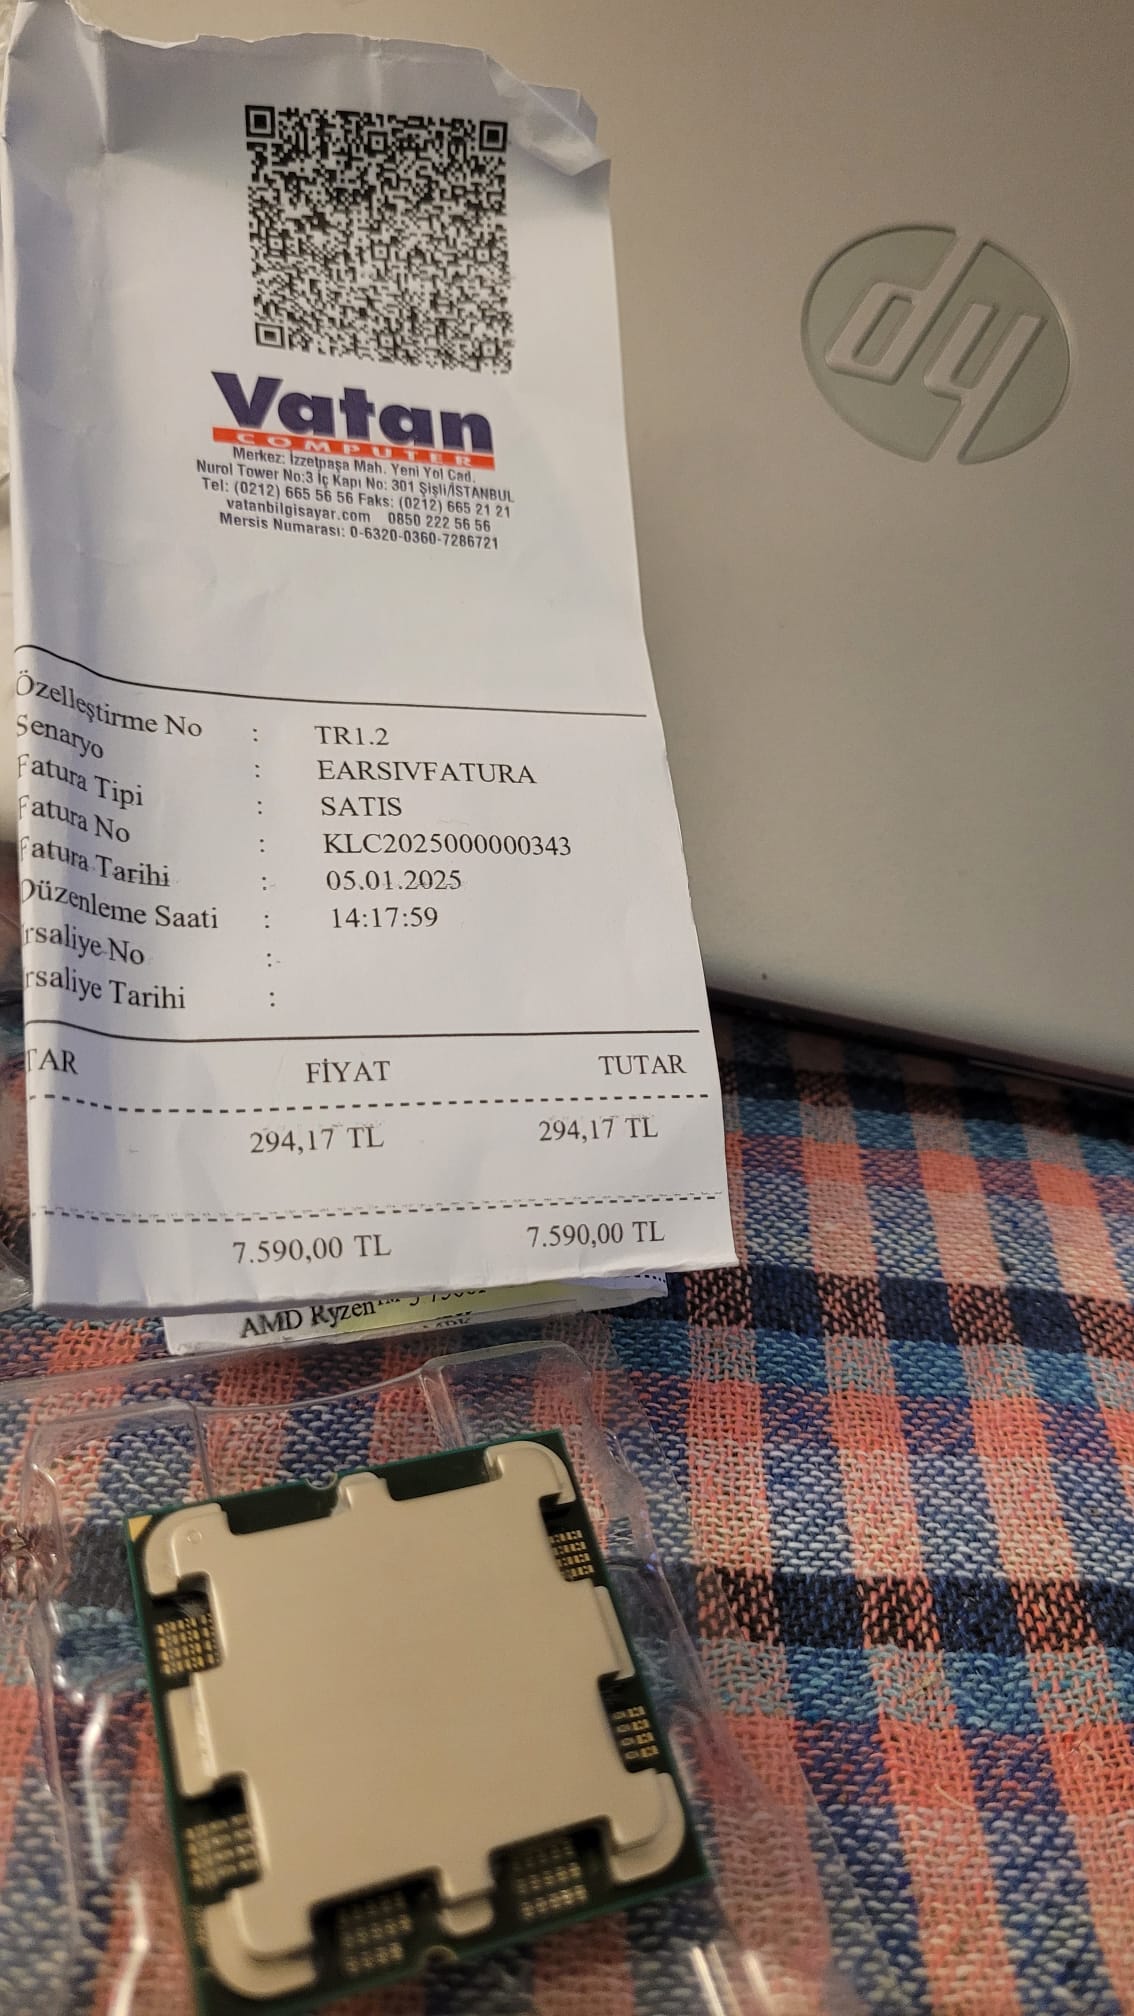 Vatan
COMPUTER
Merkez: İzzetpaşa Mah. Yeni Yol Cad.
Nurol Tower No:3 İç Kapı No: 301 Şişli/İSTANBUL
Tel: (0212) 665 56 56 Faks: (0212) 665 21 21
vatanbilgisayar.com 0850 222 56 56
Mersis Numarası: 0-6320-0360-7286721
Özelleştirme No : TR1.2
Senaryo : EARSIVFATURA
Fatura Tipi : SATIS
Fatura No : KLC2025000000343
Fatura Tarihi : 05.01.2025
Düzenleme Saati : 14:17:59
rsaliye No :
rsaliye Tarihi :
TAR FİYAT TUTAR
294,17 TL 294,17 TL
7.590,00 TL 7.590,00 TL
AMD Ryzen™ 5
hp